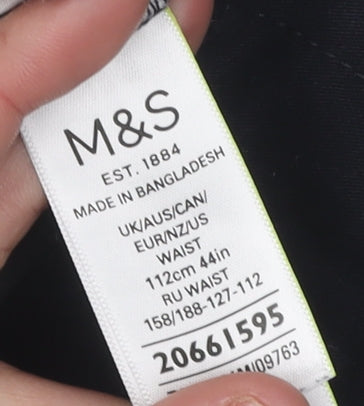 M&S
EST. 1884
MADE IN BANGLADESH
UK/AUS/CAN/
EUR/NZ/US
WAIST
112cm 44in
RU WAIST
158/188-127-112
20661595
/09763